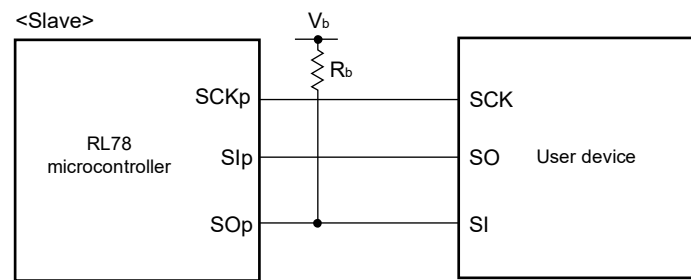 <Slave>
Vb
Rb
SCKp
SCK
RL78
microcontroller
SIp
SO
User device
SOp
SI